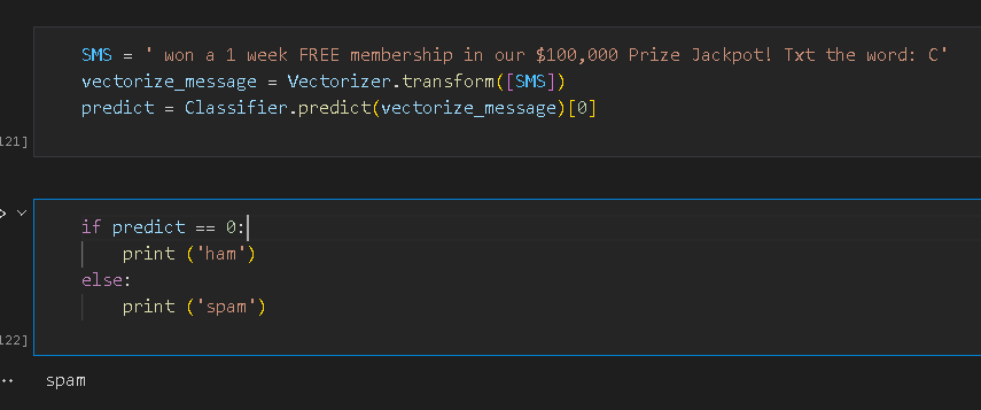 SMS = ' won a 1 week FREE membership in our $100,000 Prize Jackpot! Txt the word: C'
vectorize_message = Vectorizer.transform([SMS])
predict = Classifier.predict(vectorize_message)[0]
121]
if predict == 0:
print ('ham')
else:
print ('spam')
122]
spam